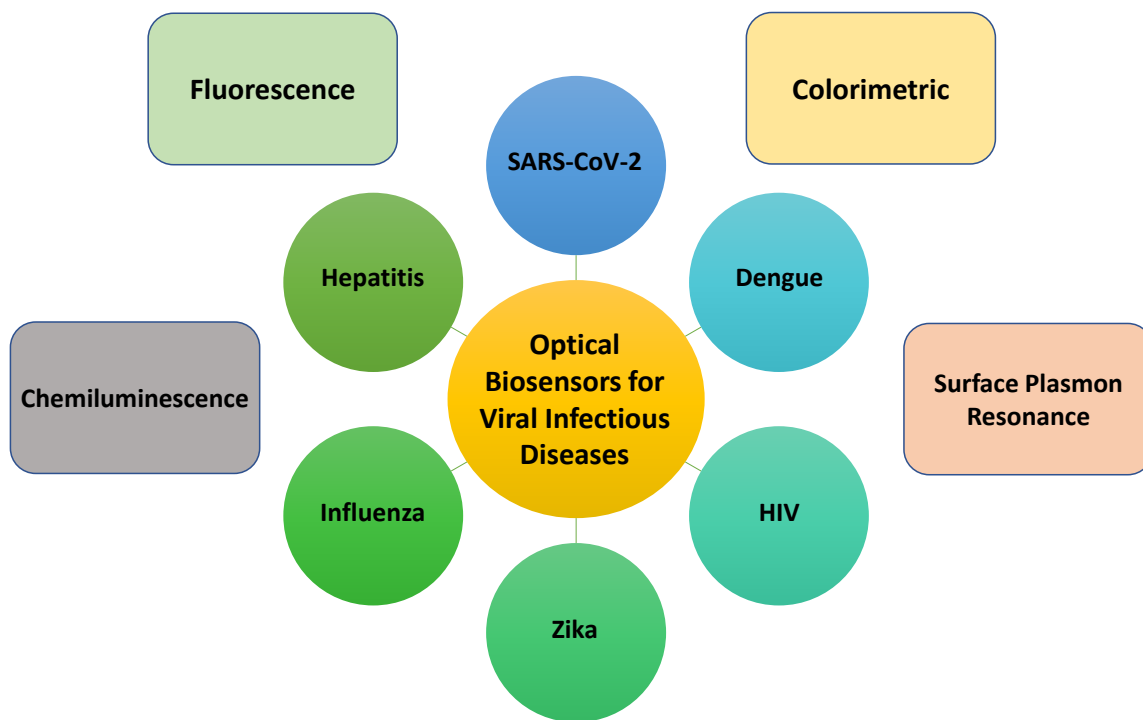 Fluorescence
Colorimetric
SARS-CoV-2
Hepatitis
Dengue
Optical
Biosensors for
Viral Infectious
Diseases
Chemiluminescence
Surface Plasmon
Resonance
Influenza
HIV
Zika